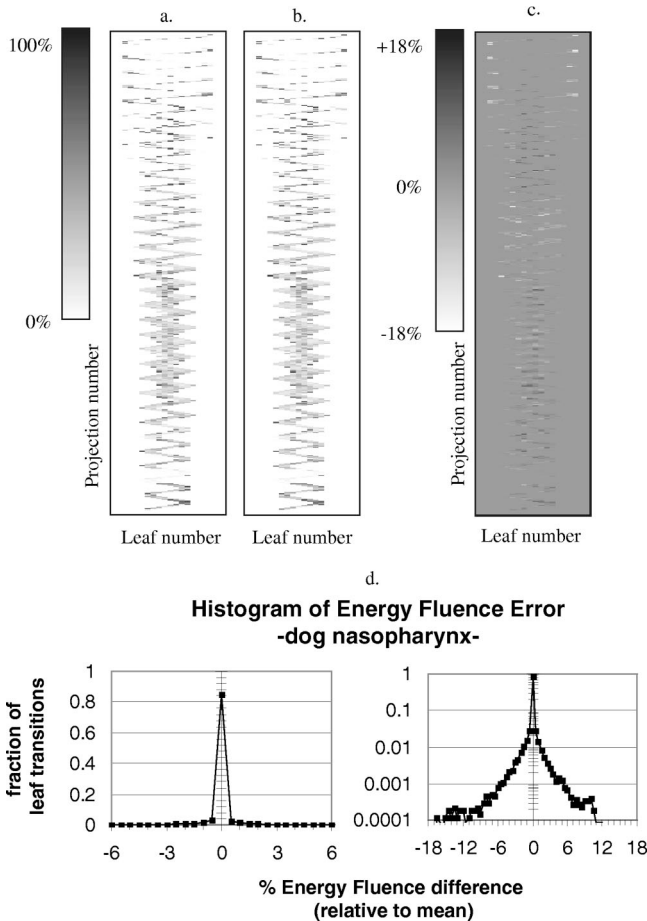 a.
b.
c.
100%
0%
Projection number
+18%
0%
-18%
Projection number
Leaf number
Leaf number
Leaf number
d.
Histogram of Energy Fluence Error
-dog nasopharynx-
fraction of
leaf transitions
1
0.8
0.6
0.4
0.2
0
-6
-3
0
3
6
1
0.1
0.01
0.001
0.0001
-18
-12
-6
0
6
12
18
% Energy Fluence difference
(relative to mean)